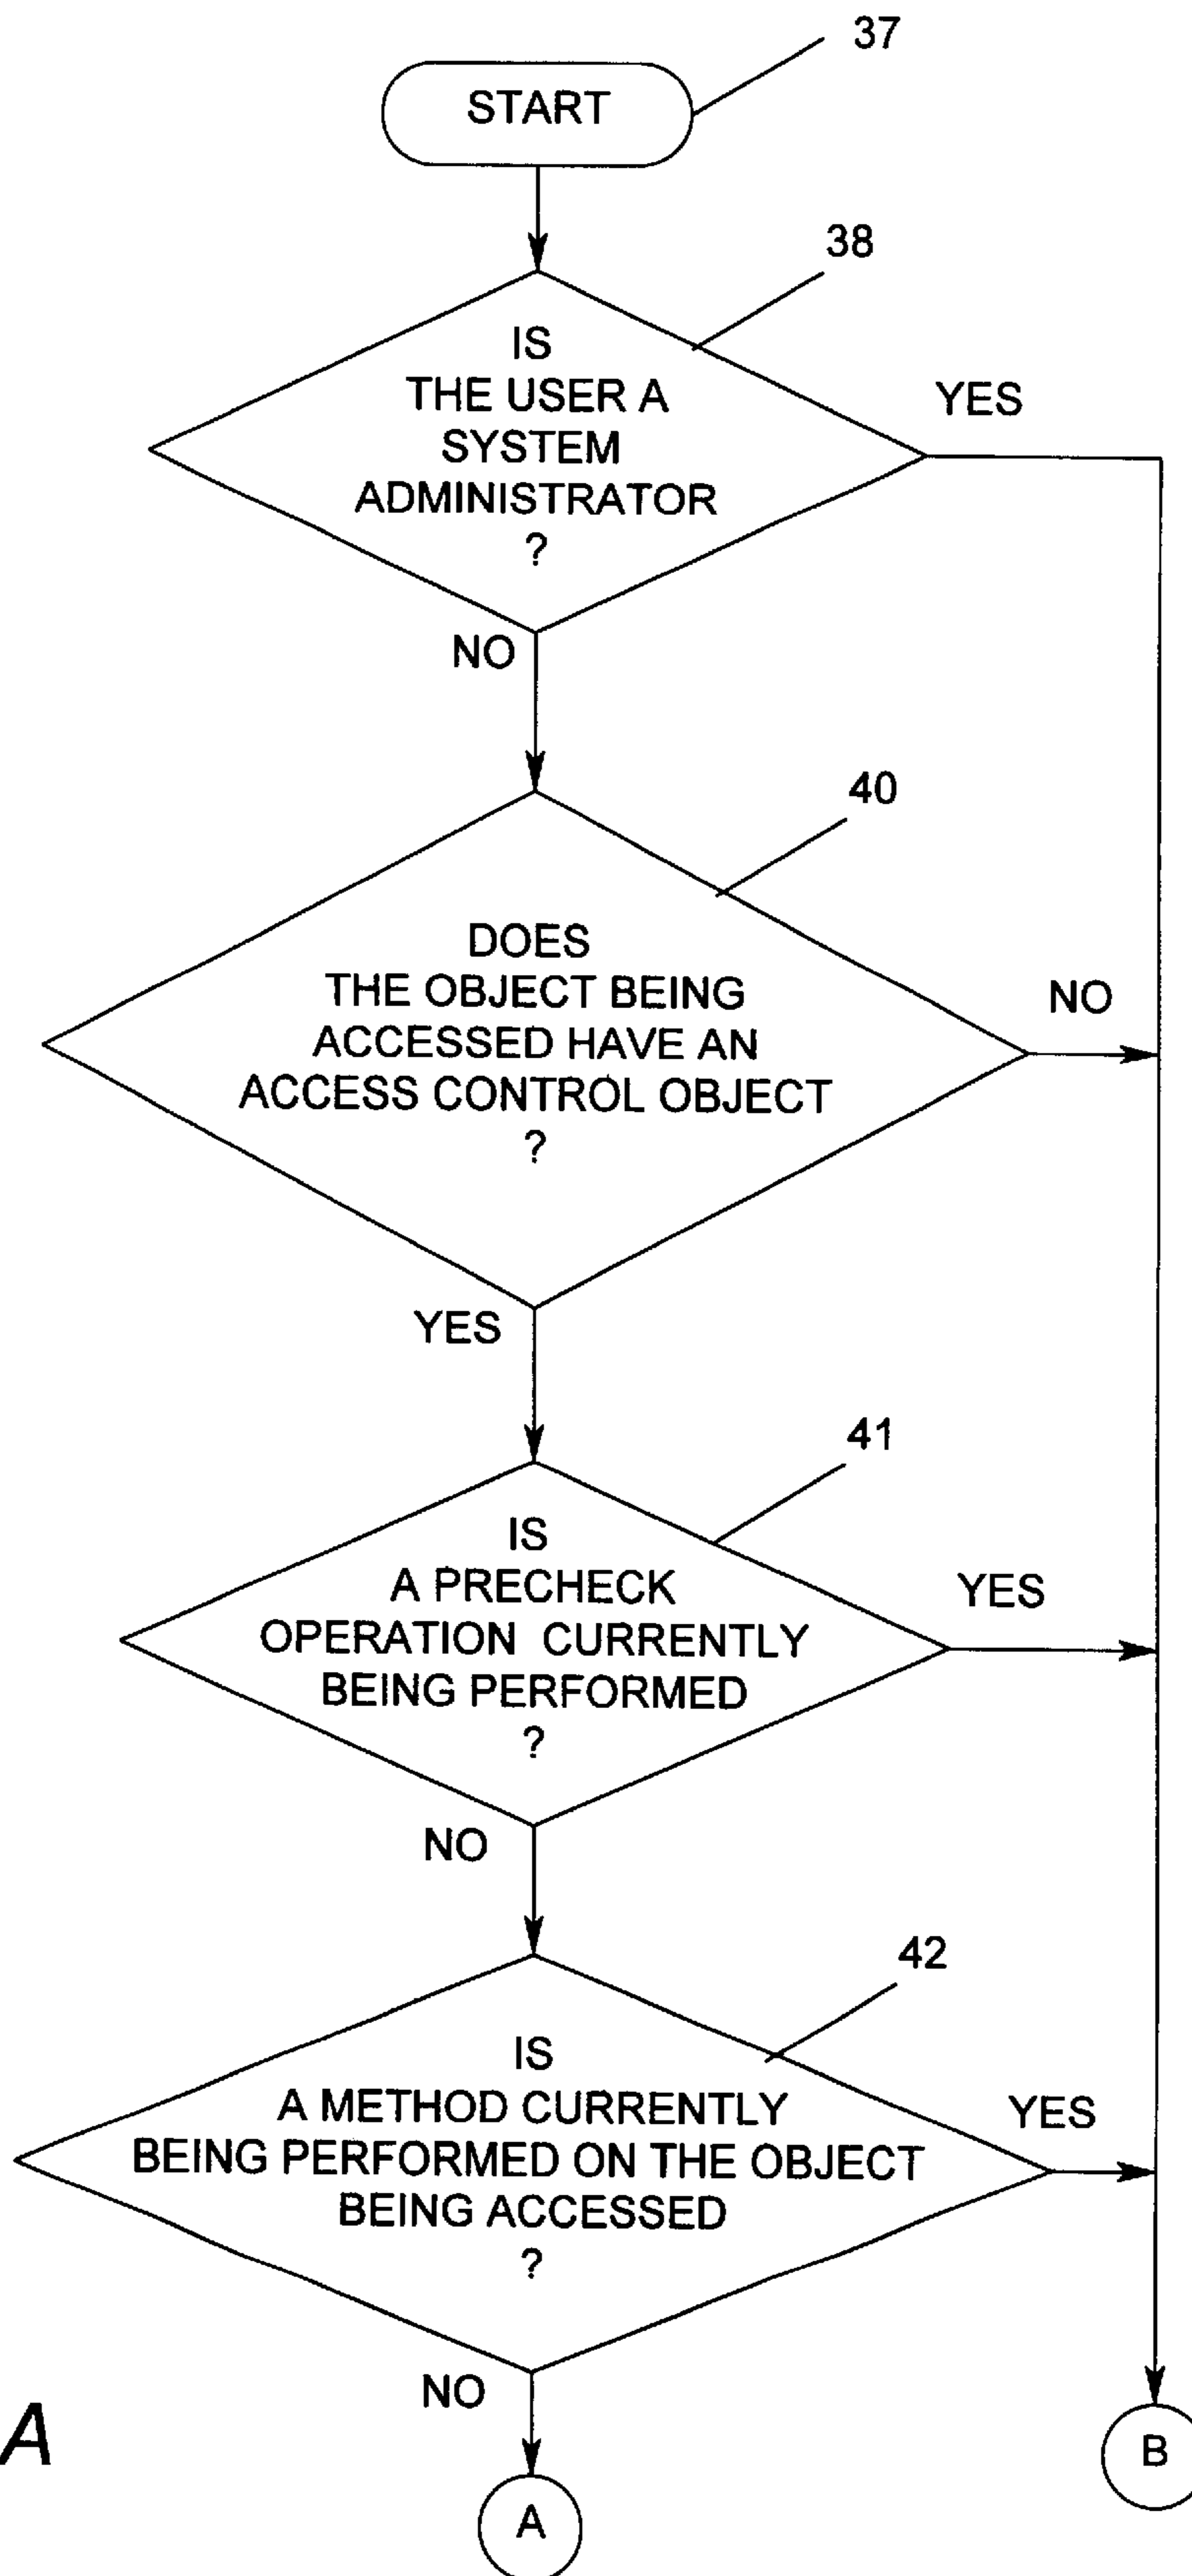 37
START
38
IS
THE USER A
SYSTEM
ADMINISTRATOR
?
YES
NO
40
DOES
THE OBJECT BEING
ACCESSED HAVE AN
ACCESS CONTROL OBJECT
?
NO
YES
41
IS
A PRECHECK
OPERATION CURRENTLY
BEING PERFORMED
?
YES
NO
42
IS
A METHOD CURRENTLY
BEING PERFORMED ON THE OBJECT
BEING ACCESSED
?
YES
NO
A
B
A